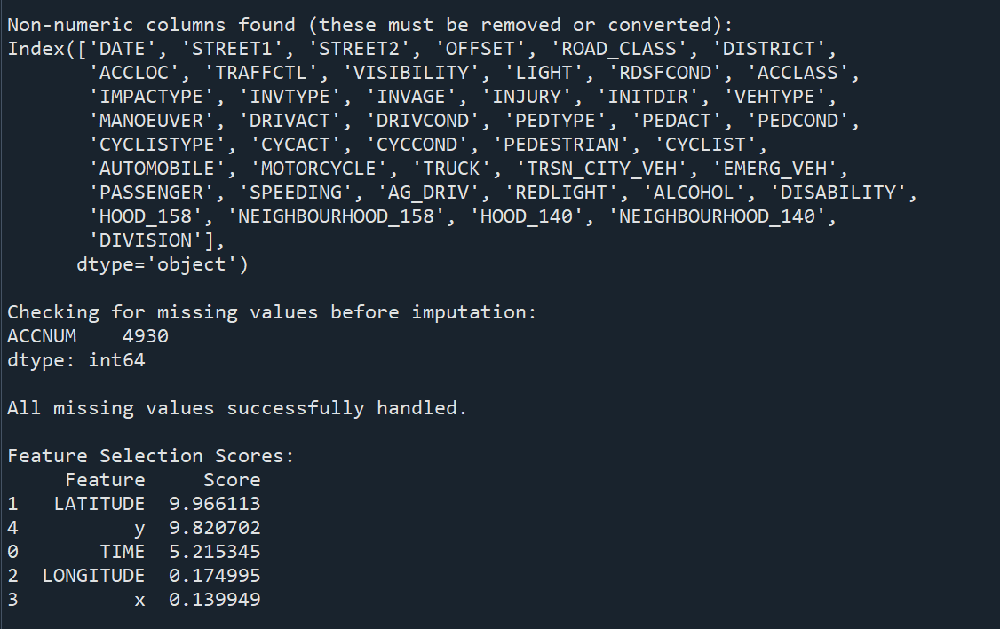 Non-numeric columns found (these must be removed or converted):
Index(['DATE', 'STREET1', 'STREET2', 'OFFSET', 'ROAD_CLASS', 'DISTRICT',
'ACCLOC', 'TRAFFCTL', 'VISIBILITY', 'LIGHT', 'RDSFCOND', 'ACCLASS',
'IMPACTYPE', 'INVTYPE', 'INVAGE', 'INJURY', 'INITDIR', 'VEHTYPE',
'MANOEUVER', 'DRIVACT', 'DRIVCOND', 'PEDTYPE', 'PEDACT', 'PEDCOND',
'CYCLISTYPE', 'CYCACT', 'CYCCOND', 'PEDESTRIAN', 'CYCLIST',
'AUTOMOBILE', 'MOTORCYCLE', 'TRUCK', 'TRSN_CITY_VEH', 'EMERG_VEH',
'PASSENGER', 'SPEEDING', 'AG_DRIV', 'REDLIGHT', 'ALCOHOL', 'DISABILITY',
'HOOD_158', 'NEIGHBOURHOOD_158', 'HOOD_140', 'NEIGHBOURHOOD_140',
'DIVISION'],
dtype='object')
Checking for missing values before imputation:
ACCNUM 4930
dtype: int64
All missing values successfully handled.
Feature Selection Scores:
Feature Score
1 LATITUDE 9.966113
4 y 9.820702
0 TIME 5.215345
2 LONGITUDE 0.174995
3 x 0.139949